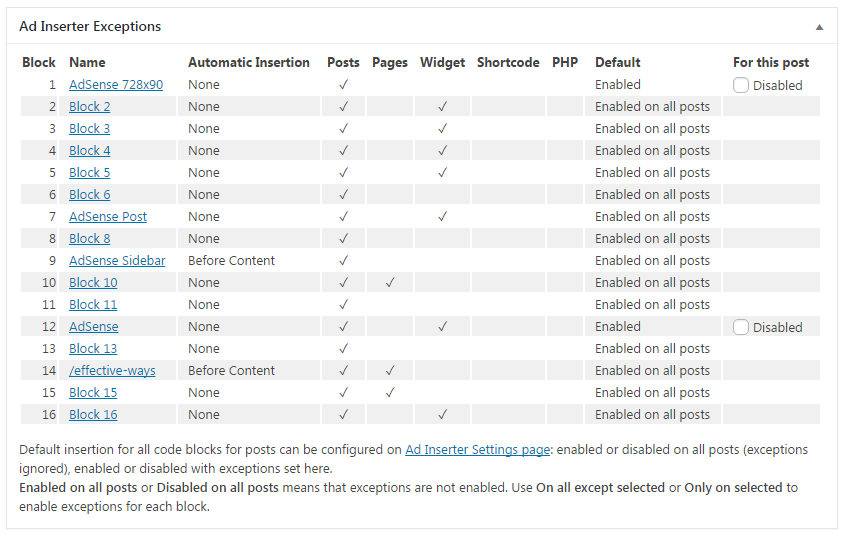 Ad Inserter Exceptions
Block Name Automatic Insertion Posts Pages Widget Shortcode PHP Default For this post
1 AdSense 728x90 None ✓ Enabled Disabled
2 Block 2 None ✓ ✓ Enabled on all posts
3 Block 3 None ✓ ✓ Enabled on all posts
4 Block 4 None ✓ ✓ Enabled on all posts
5 Block 5 None ✓ ✓ Enabled on all posts
6 Block 6 None ✓ Enabled on all posts
7 AdSense Post None ✓ ✓ Enabled on all posts
8 Block 8 None ✓ Enabled on all posts
9 AdSense Sidebar Before Content ✓ Enabled on all posts
10 Block 10 None ✓ ✓ Enabled on all posts
11 Block 11 None ✓ Enabled on all posts
12 AdSense None ✓ ✓ Enabled Disabled
13 Block 13 None ✓ Enabled on all posts
14 /effective-ways Before Content ✓ ✓ Enabled on all posts
15 Block 15 None ✓ ✓ Enabled on all posts
16 Block 16 None ✓ ✓ Enabled on all posts
Default insertion for all code blocks for posts can be configured on Ad Inserter Settings page: enabled or disabled on all posts (exceptions
ignored), enabled or disabled with exceptions set here.
Enabled on all posts or Disabled on all posts means that exceptions are not enabled. Use On all except selected or Only on selected to
enable exceptions for each block.